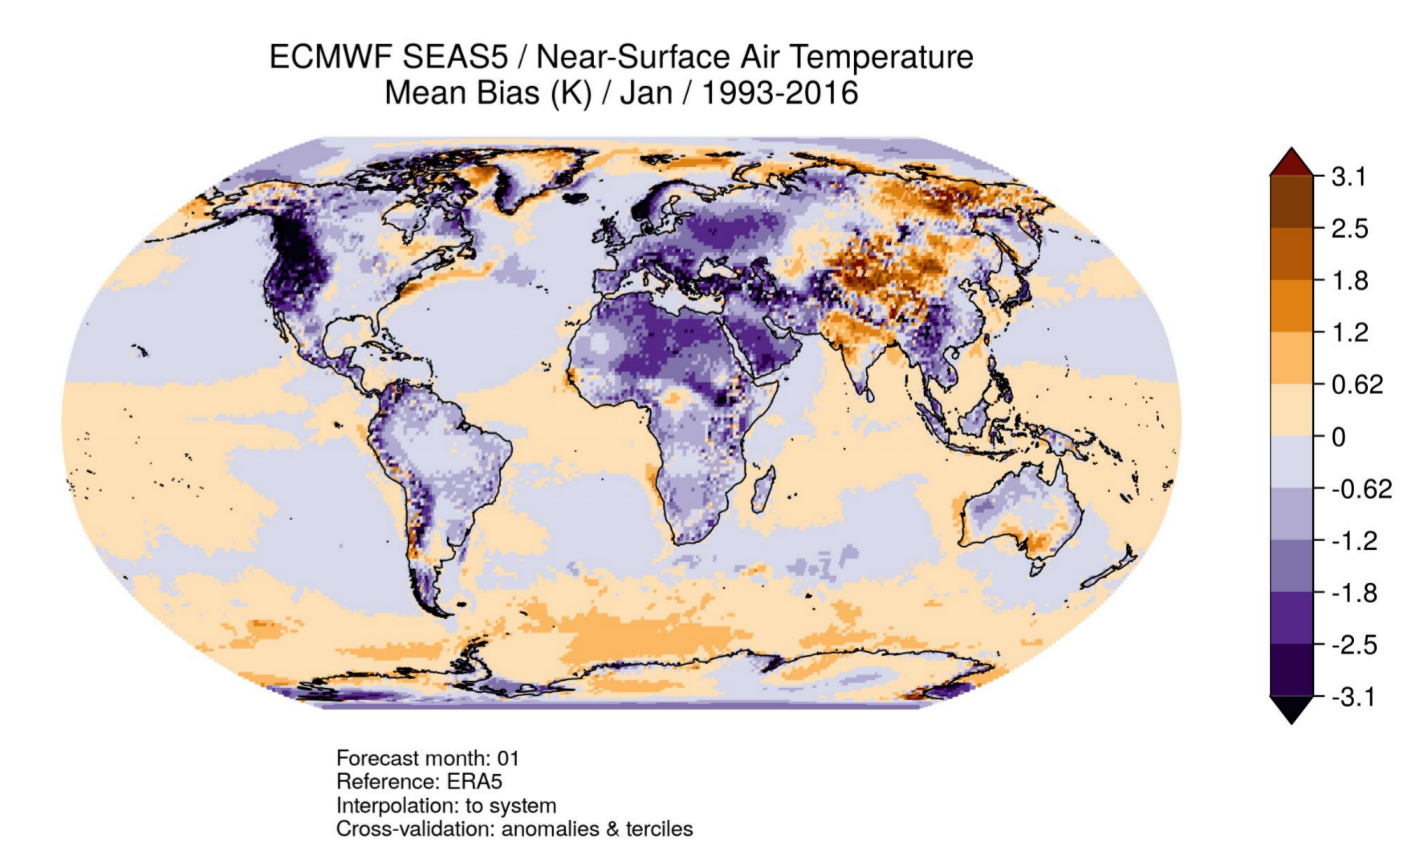 ECMWF SEAS5 / Near-Surface Air Temperature
Mean Bias (K) / Jan / 1993-2016
3.1
2.5
1.8
1.2
0.62
0
-0.62
-1.2
-1.8
-2.5
-3.1
Forecast month: 01
Reference: ERA5
Interpolation: to system
Cross-validation: anomalies & terciles